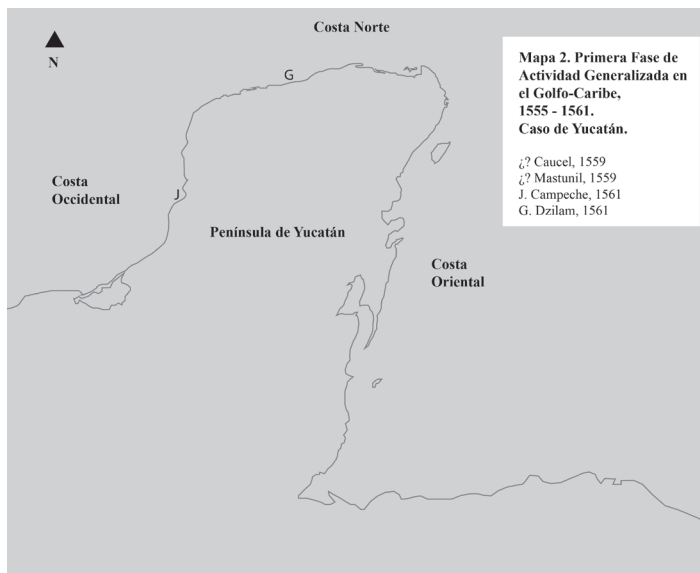 Costa Norte
N
G
Mapa 2. Primera Fase de
Actividad Generalizada en
el Golfo-Caribe,
1555 - 1561.
Caso de Yucatán.
¿? Caucel, 1559
¿? Mastunil, 1559
J. Campeche, 1561
G. Dzilam, 1561
Costa
Occidental
J
Península de Yucatán
Costa
Oriental